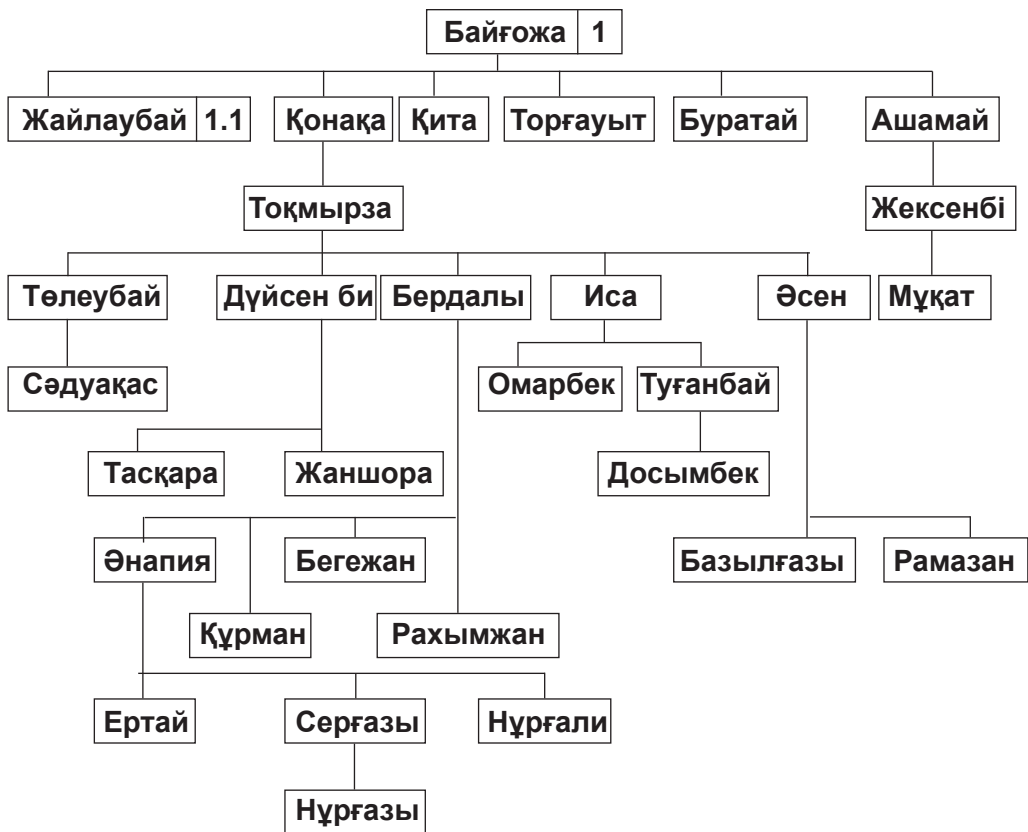 Байғожа 1
Жайлаубай 1.1 Қонақа Қита Торғауыт Буратай Ашамай
Тоқмырза Жексенбі
Төлеубай Дүйсен би Бердалы Иса Әсен Мұқат
Сәдуақас Омарбек Туғанбай
Тасқара Жаншора Досымбек
Әнапия Бегежан Базылғазы Рамазан
Құрман Рахымжан
Ертай Серғазы Нұрғали
Нұрғазы